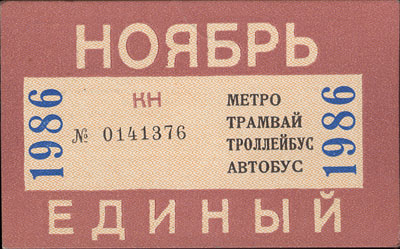 НОЯБРЬ
1986
КН
№ 0141376
МЕТРО
ТРАМВАЙ
ТРОЛЛЕЙБУС
АВТОБУС
1986
ЕДИНЫЙ